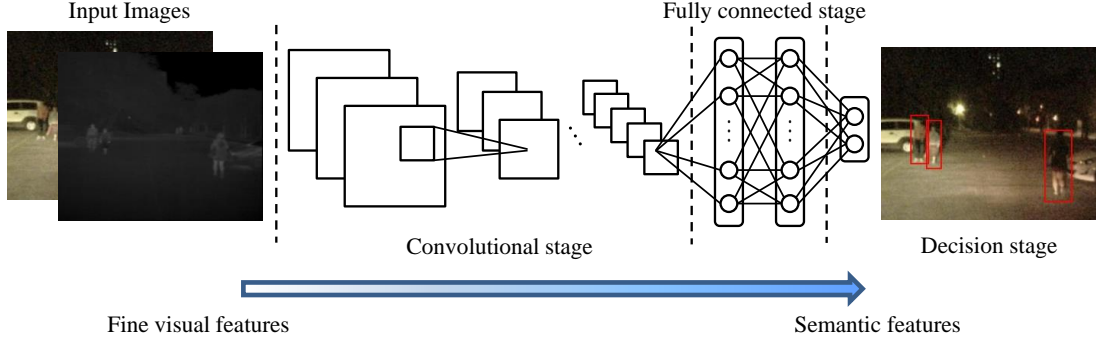 Input Images
Fully connected stage
Convolutional stage
Decision stage
Fine visual features
Semantic features